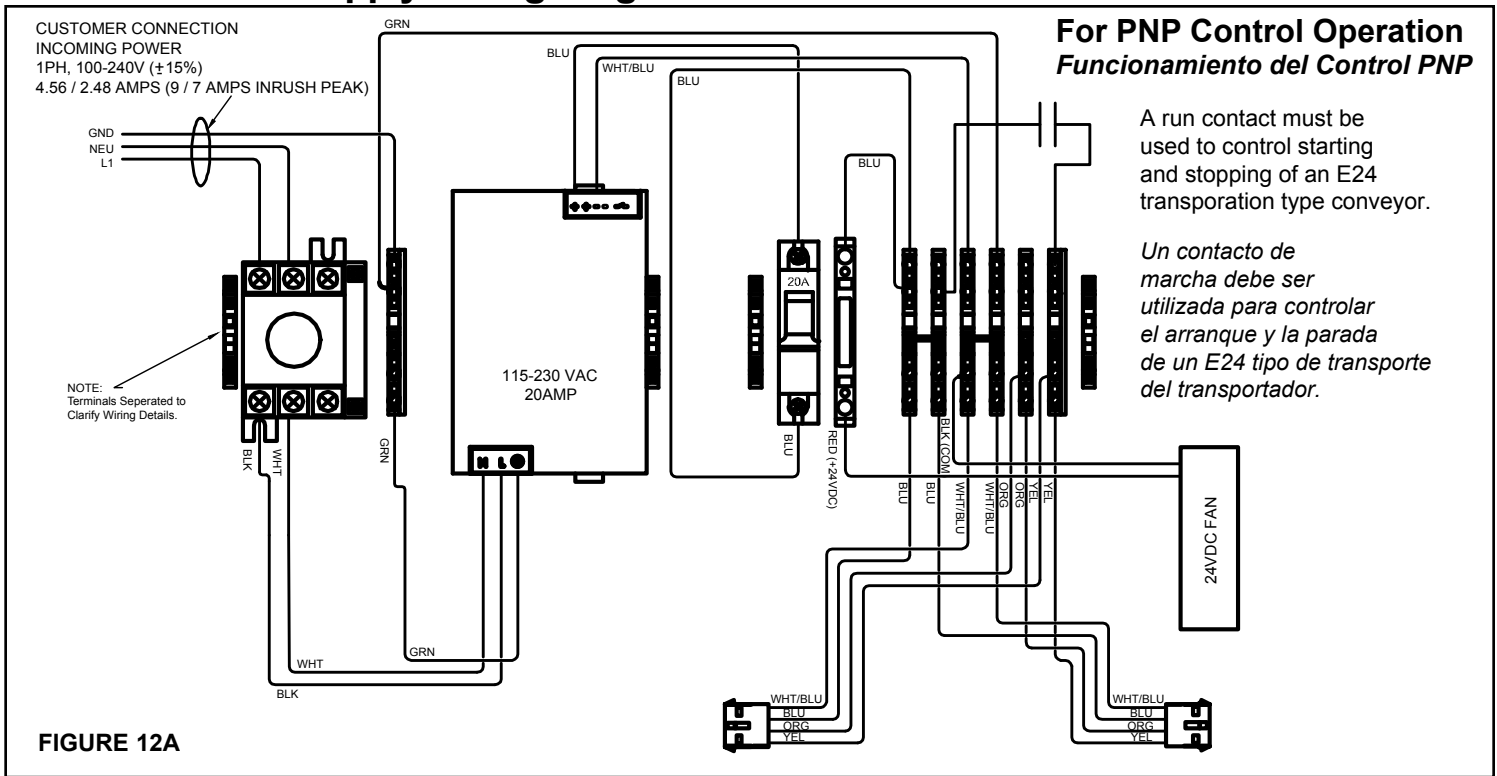 CUSTOMER CONNECTION
INCOMING POWER
1PH, 100-240V (±15%)
4.56 / 2.48 AMPS (9 / 7 AMPS INRUSH PEAK)
GND
NEU
L1
GRN
BLU
WHT/BLU
BLU
BLU
For PNP Control Operation
Funcionamiento del Control PNP
A run contact must be
used to control starting
and stopping of an E24
transporation type conveyor.
Un contacto de
marcha debe ser
utilizada para controlar
el arranque y la parada
de un E24 tipo de transporte
del transportador.
NOTE:
Terminals Seperated to
Clarify Wiring Details.
115-230 VAC
20AMP
20A
N L
BLK
WHT
GRN
BLU
RED (+24VDC)
BLK (COM
BLU
BLU
WHT/BLU
WHT/BLU
ORG
ORG
YEL
YEL
24VDC FAN
GRN
WHT
BLK
WHT/BLU
BLU
ORG
YEL
WHT/BLU
BLU
ORG
YEL
FIGURE 12A